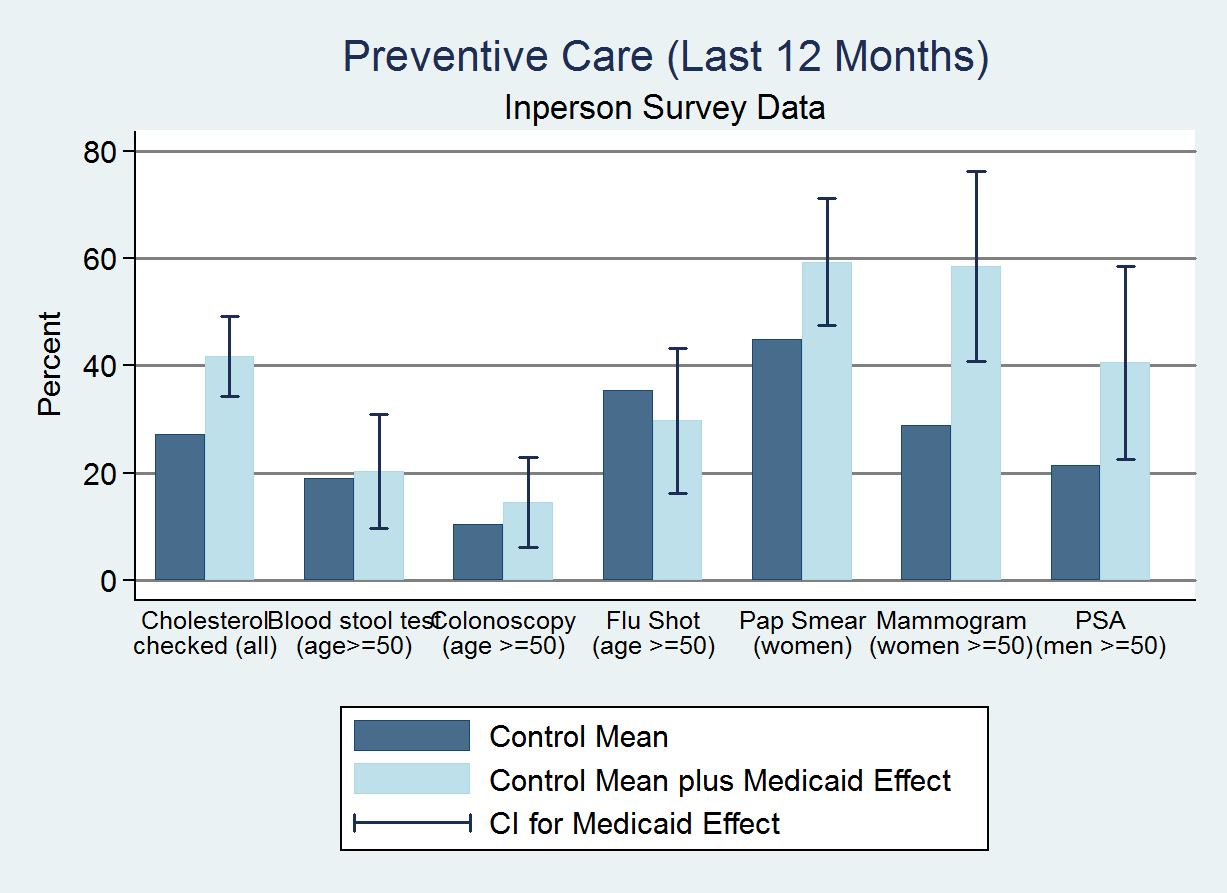 Preventive Care (Last 12 Months)
Inperson Survey Data
Percent
80
60
40
20
0
Cholesterol
checked (all)
Blood stool test
(age>=50)
Colonoscopy
(age >=50)
Flu Shot
(age >=50)
Pap Smear
(women)
Mammogram
(women >=50)
PSA
(men >=50)
Control Mean
Control Mean plus Medicaid Effect
CI for Medicaid Effect